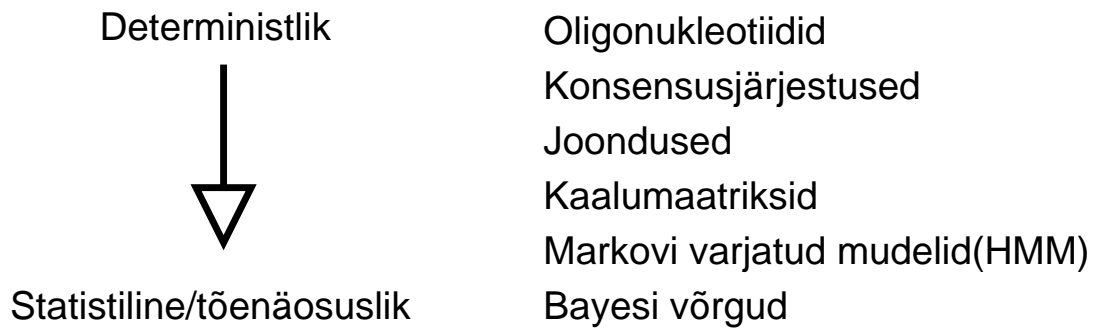 Deterministlik
Oligonukleotiidid
Konsensusjärjestused
Joondused
Kaalumaatriksid
Markovi varjatud mudelid(HMM)
Statistiline/tõenäosuslik
Bayesi võrgud